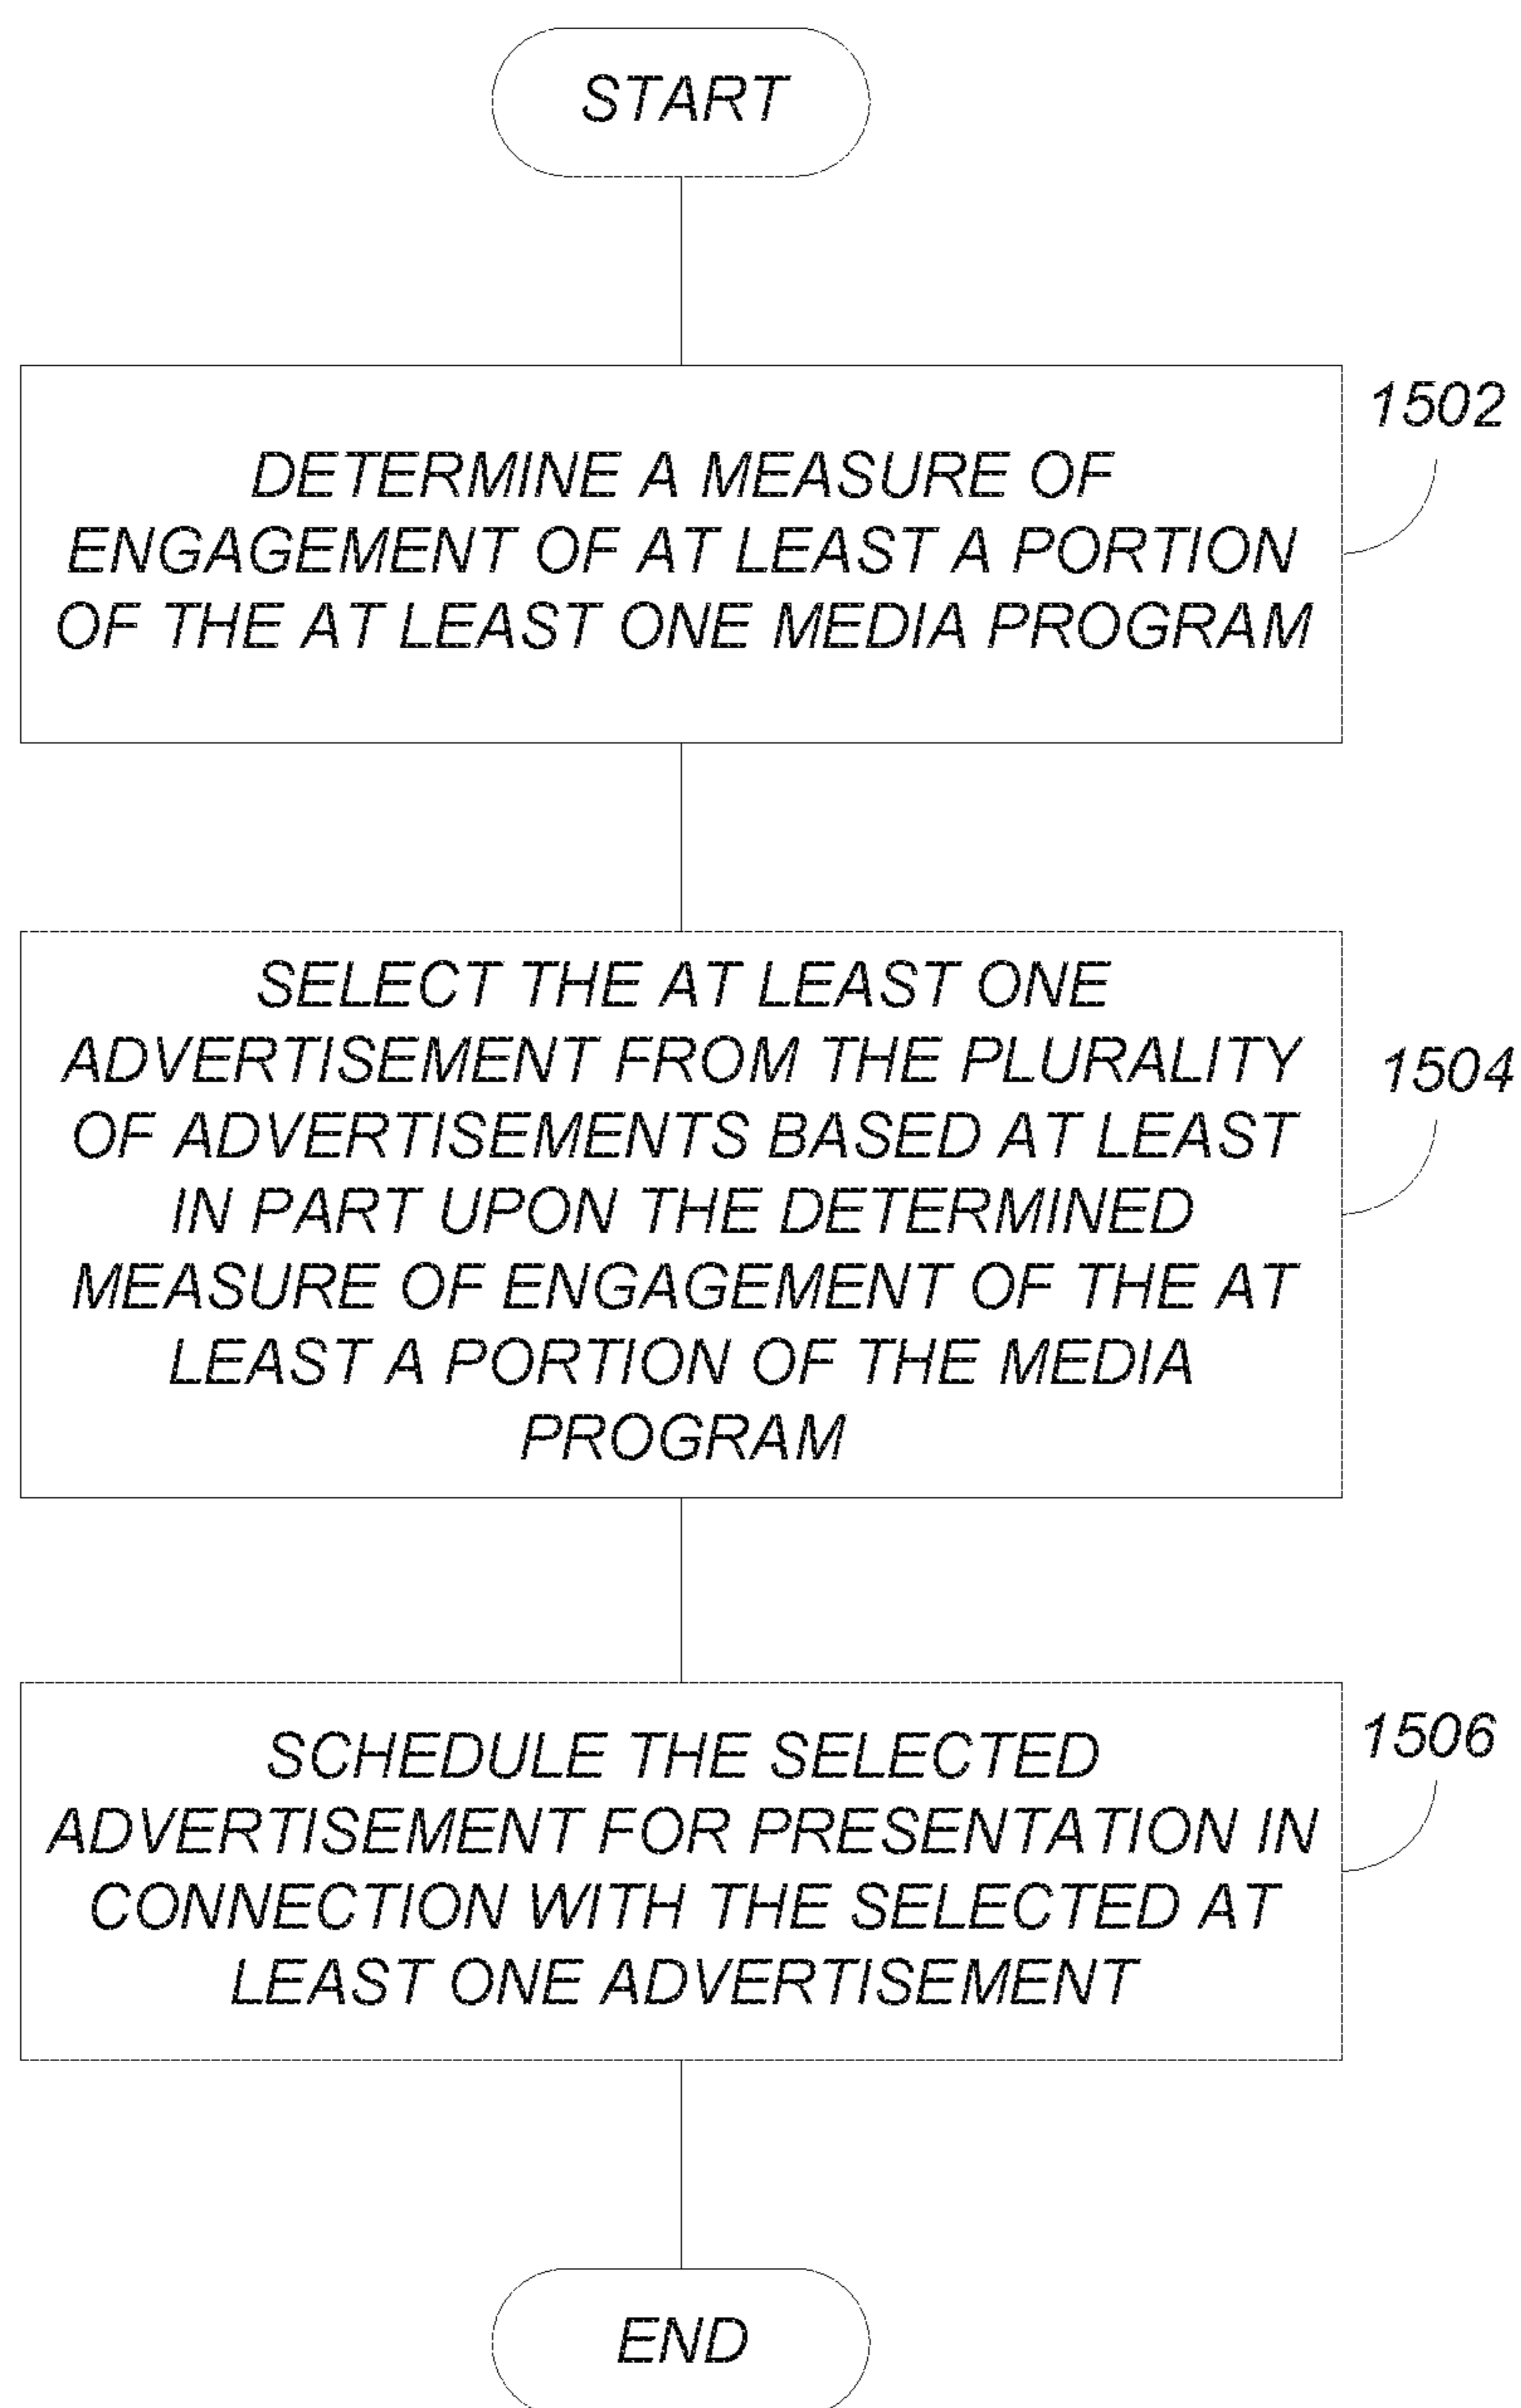 START
1502
DETERMINE A MEASURE OF
ENGAGEMENT OF AT LEAST A PORTION
OF THE AT LEAST ONE MEDIA PROGRAM
SELECT THE AT LEAST ONE
ADVERTISEMENT FROM THE PLURALITY
1504
OF ADVERTISEMENTS BASED AT LEAST
IN PART UPON THE DETERMINED
MEASURE OF ENGAGEMENT OF THE AT
LEAST A PORTION OF THE MEDIA
PROGRAM
1506
SCHEDULE THE SELECTED
ADVERTISEMENT FOR PRESENTATION IN
CONNECTION WITH THE SELECTED AT
LEAST ONE ADVERTISEMENT
END